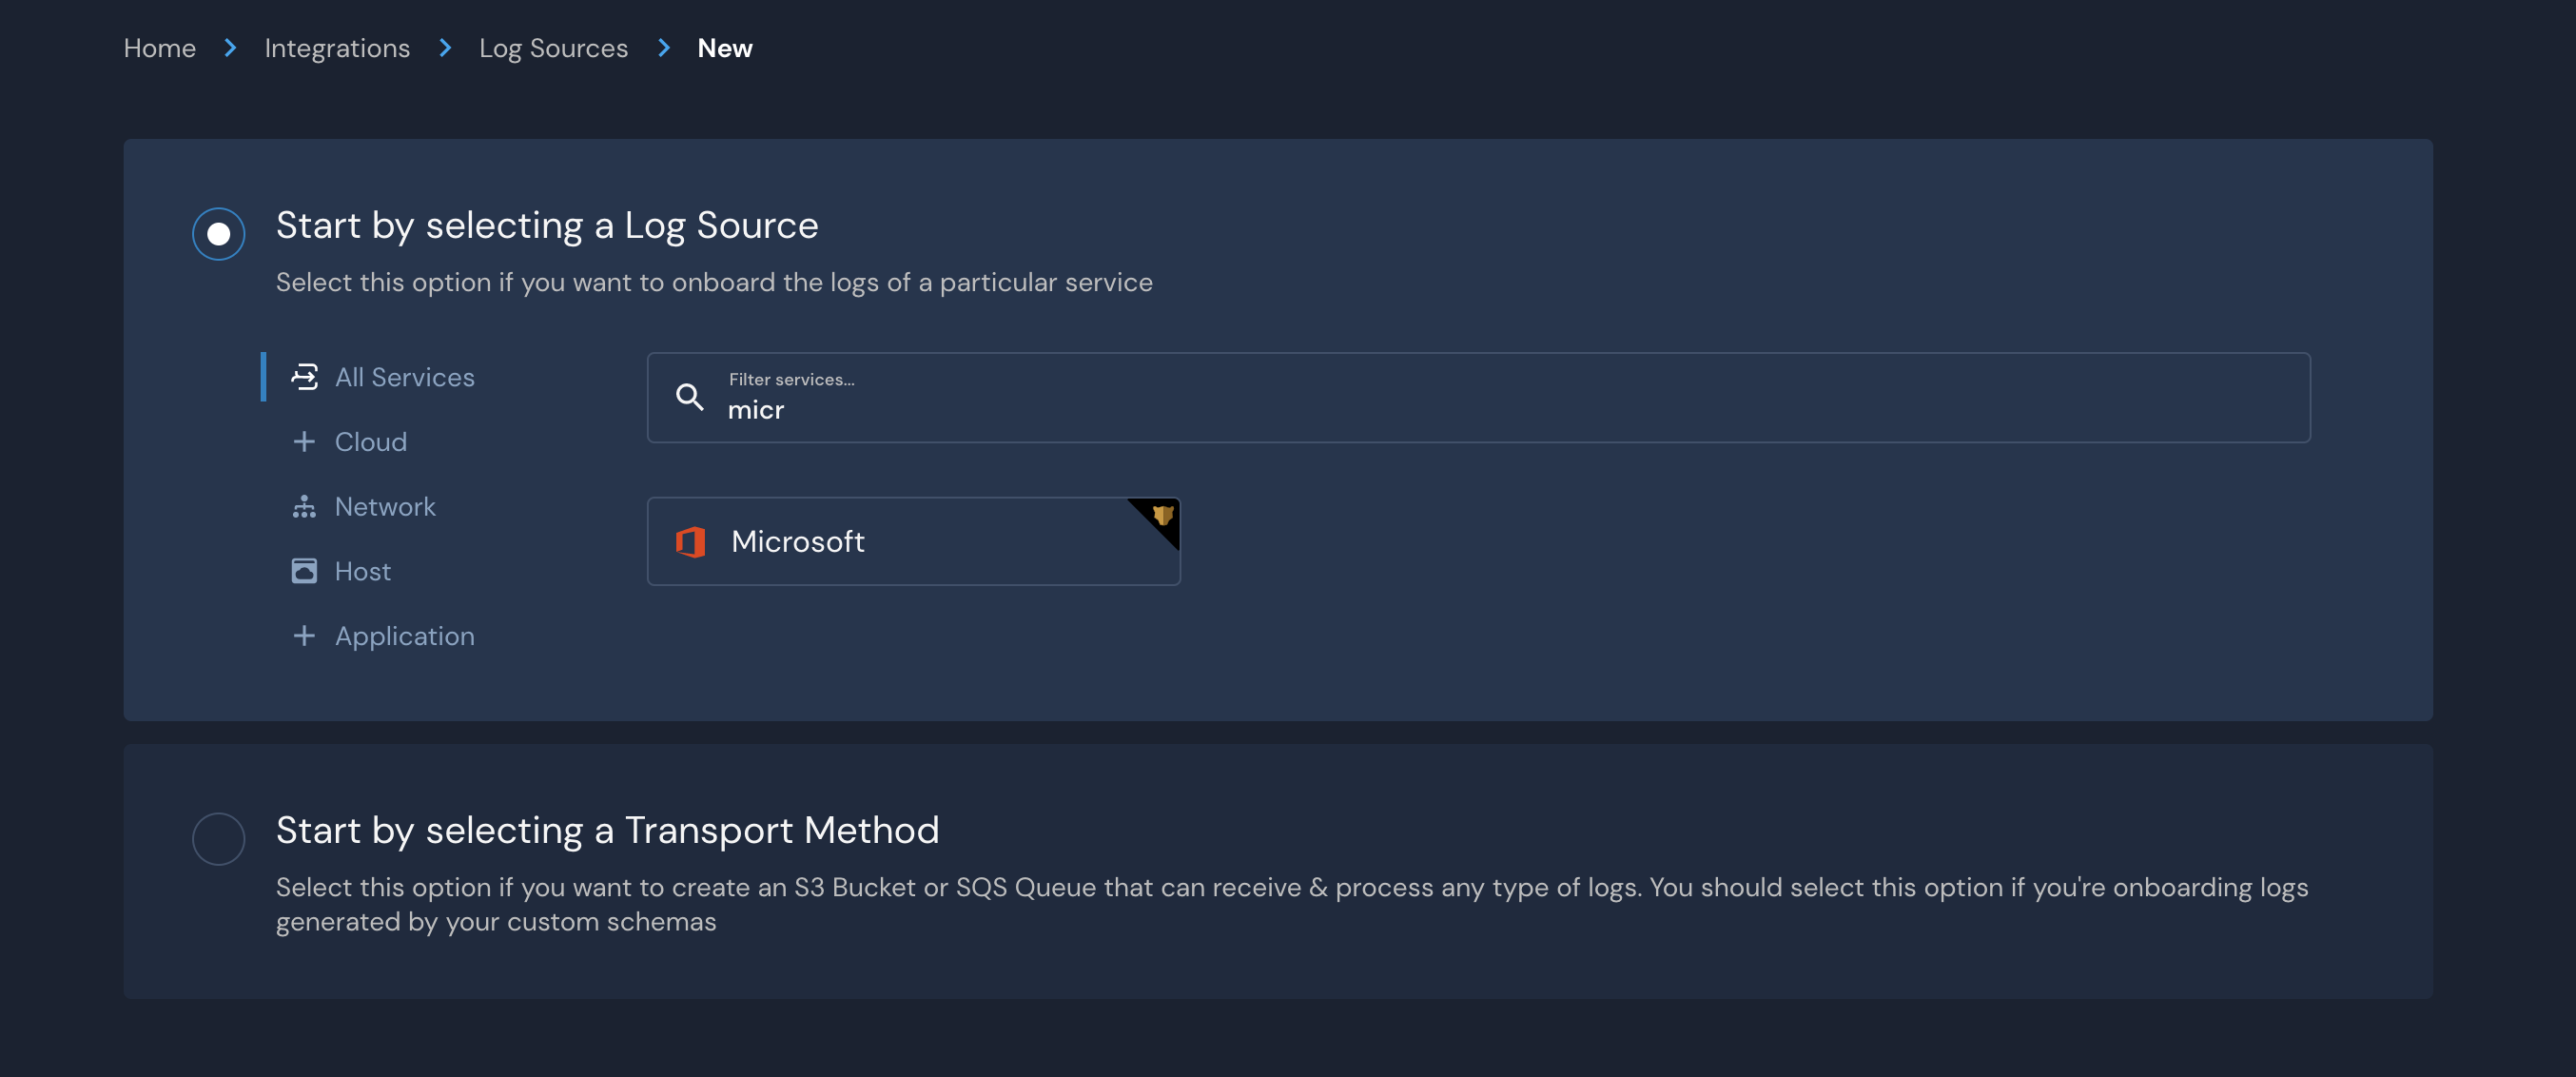 Home > Integrations > Log Sources > New
Start by selecting a Log Source
Select this option if you want to onboard the logs of a particular service
All Services
Cloud
Network
Host
Application
Filter services...
micr
Microsoft
Start by selecting a Transport Method
Select this option if you want to create an S3 Bucket or SQS Queue that can receive & process any type of logs. You should select this option if you're onboarding logs
generated by your custom schemas